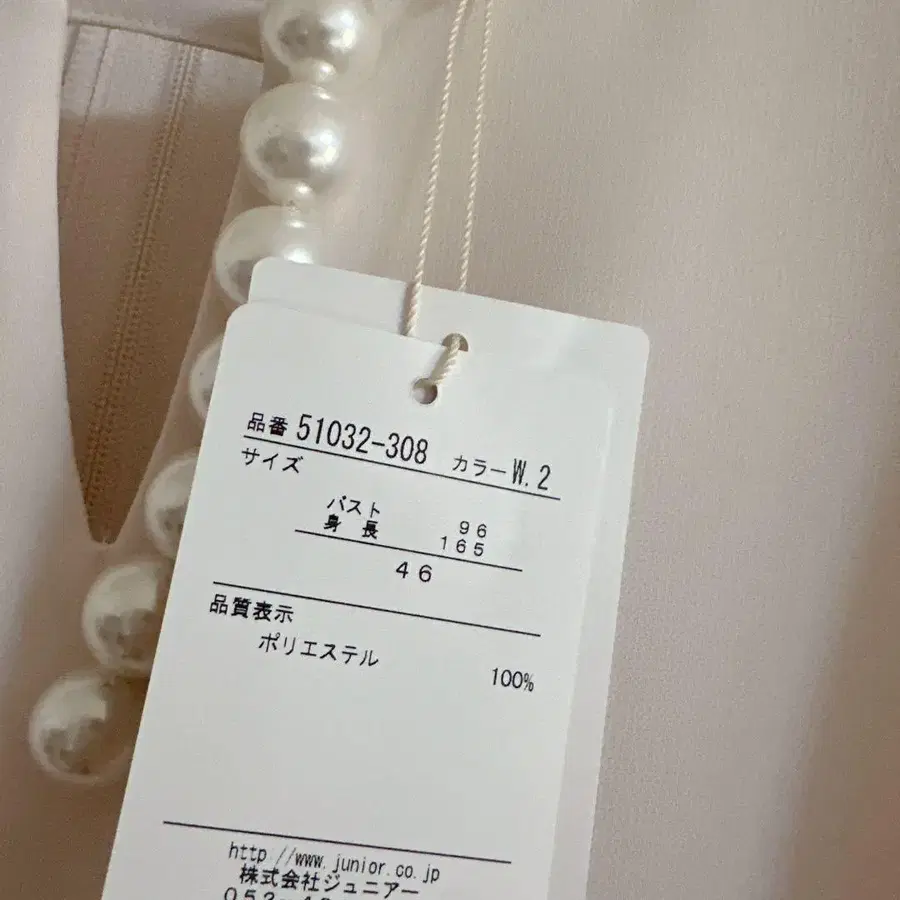 品番 51032-308 カラー W.2
サイズ
バスト 96
身長 165
46
品質表示
ポリエステル 100%
http://www.junior.co.jp
株式会社ジュニアー